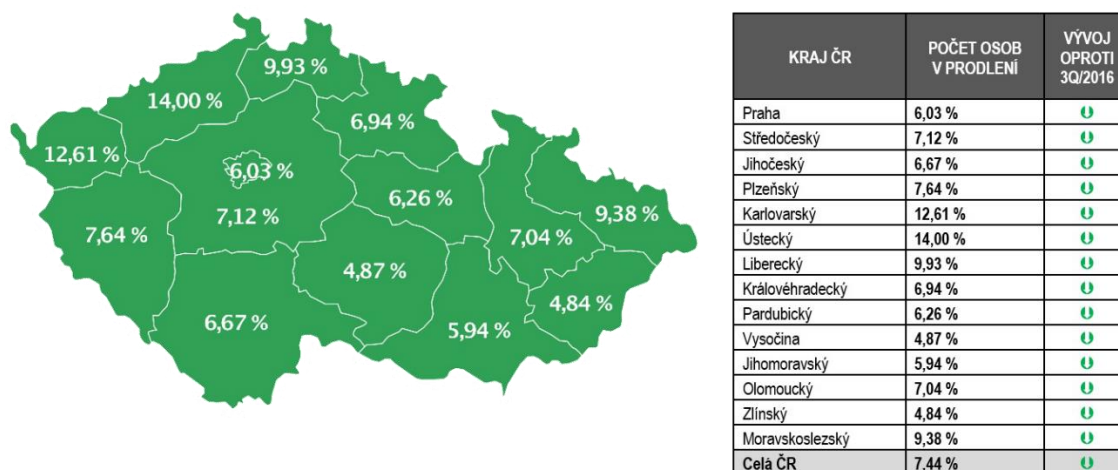 9,93 %
14,00 %
6,94 %
12,61 %
6,03 %
6,26 %
7,12 %
9,38 %
7,64 %
7,04 %
4,87 %
4,84 %
6,67 %
5,94 %
KRAJ ČR
POČET OSOB
V PRODLENÍ
VÝVOJ
OPROTI
3Q/2016
Praha 6,03 %
Středočeský 7,12 %
Jihočeský 6,67 %
Plzeňský 7,64 %
Karlovarský 12,61 %
Ústecký 14,00 %
Liberecký 9,93 %
Královéhradecký 6,94 %
Pardubický 6,26 %
Vysočina 4,87 %
Jihomoravský 5,94 %
Olomoucký 7,04 %
Zlínský 4,84 %
Moravskoslezský 9,38 %
Celá ČR 7,44 %